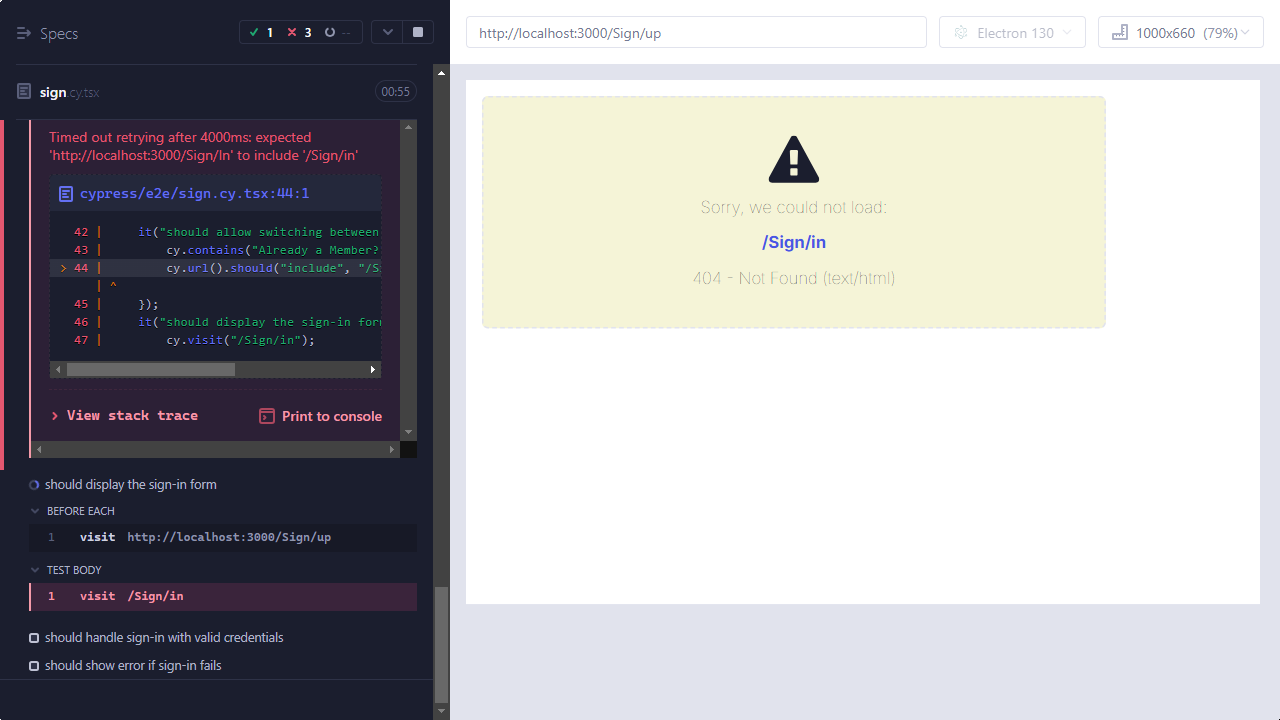 Specs
1 3 --
http://localhost:3000/Sign/up
Electron 130
1000x660 (79%)
sign.cy.tsx
00:55
Timed out retrying after 4000ms: expected
'http://localhost:3000/Sign/In' to include '/Sign/in'
cypress/e2e/sign.cy.tsx:44:1
42 | it("should allow switching between
43 | cy.contains("Already a Member?
> 44 | cy.url().should("include", "/Si
| ^
45 | });
46 | it("should display the sign-in form
47 | cy.visit("/Sign/in");
View stack trace
Print to console
should display the sign-in form
BEFORE EACH
1 visit http://localhost:3000/Sign/up
TEST BODY
1 visit /Sign/in
should handle sign-in with valid credentials
should show error if sign-in fails
Sorry, we could not load:
/Sign/in
404 - Not Found (text/html)